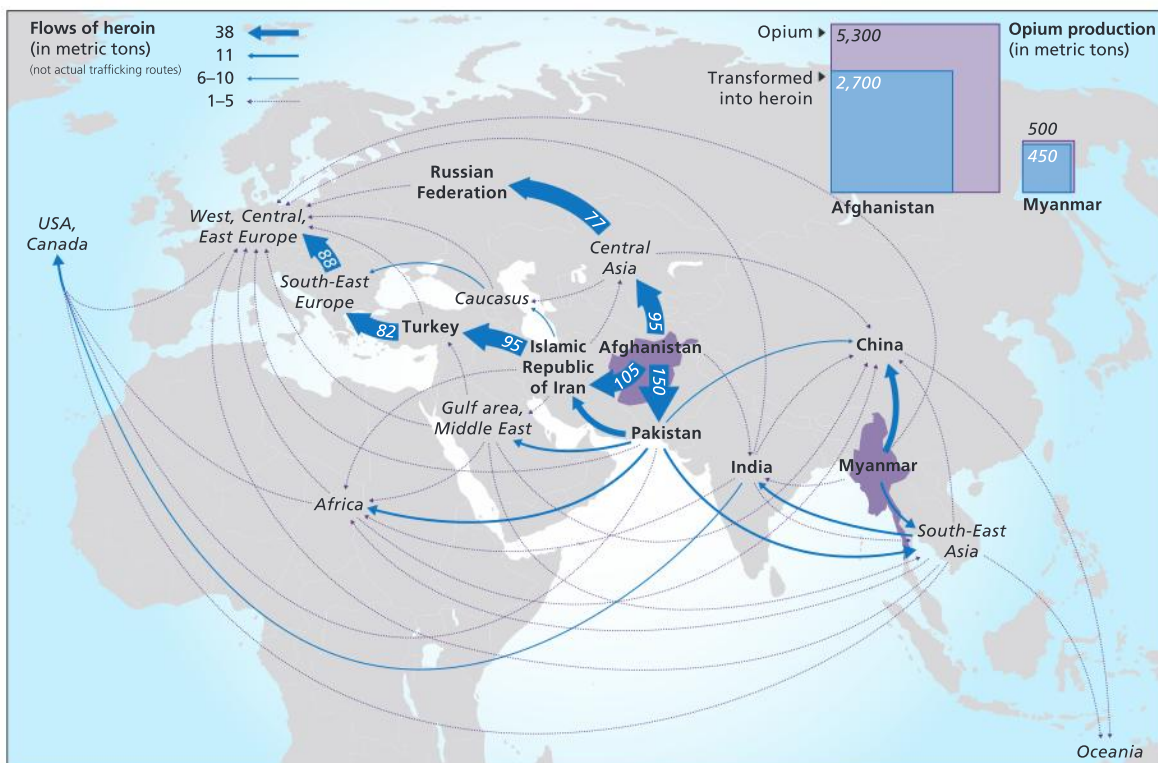 Flows of heroin
(in metric tons)
(not actual trafficking routes)
38
11
6–10
1–5
Opium
5,300
Transformed
into heroin
2,700
Opium production
(in metric tons)
500
450
Afghanistan
Myanmar
Russian
Federation
77
USA,
Canada
West, Central,
East Europe
88
Central
Asia
South-East
Europe
Caucasus
95
82
Turkey
95
Islamic
Republic
of Iran
Afghanistan
105
150
China
Gulf area,
Middle East
Pakistan
India
Myanmar
Africa
South-East
Asia
Oceania